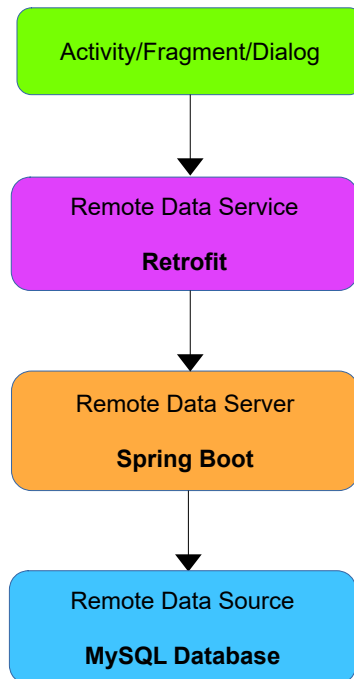 Activity/Fragment/Dialog
Remote Data Service
Retrofit
Remote Data Server
Spring Boot
Remote Data Source
MySQL Database